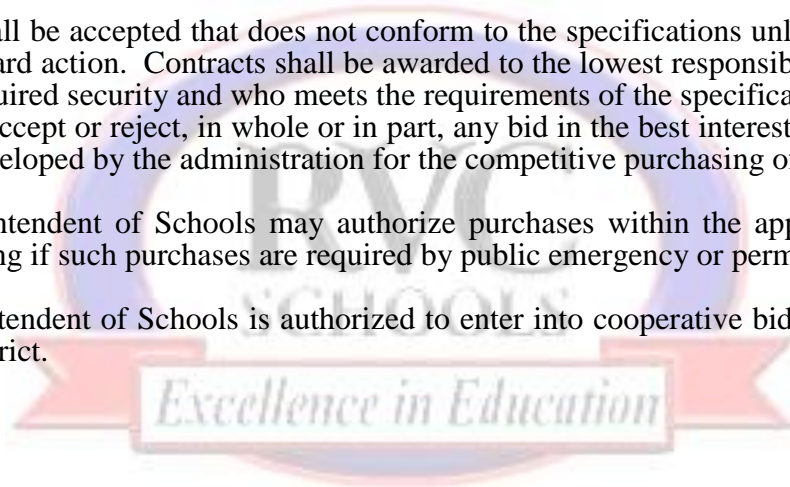 all be accepted that does not conform to the specifications unl
ard action. Contracts shall be awarded to the lowest responsib
uired security and who meets the requirements of the specifica
ccept or reject, in whole or in part, any bid in the best interest
eloped by the administration for the competitive purchasing o
RVC
ntendent of Schools may authorize purchases within the app
ng if such purchases are required by public emergency or perm
SCHOOLS
tendent of Schools is authorized to enter into cooperative bid
rict.
Excellence in Education